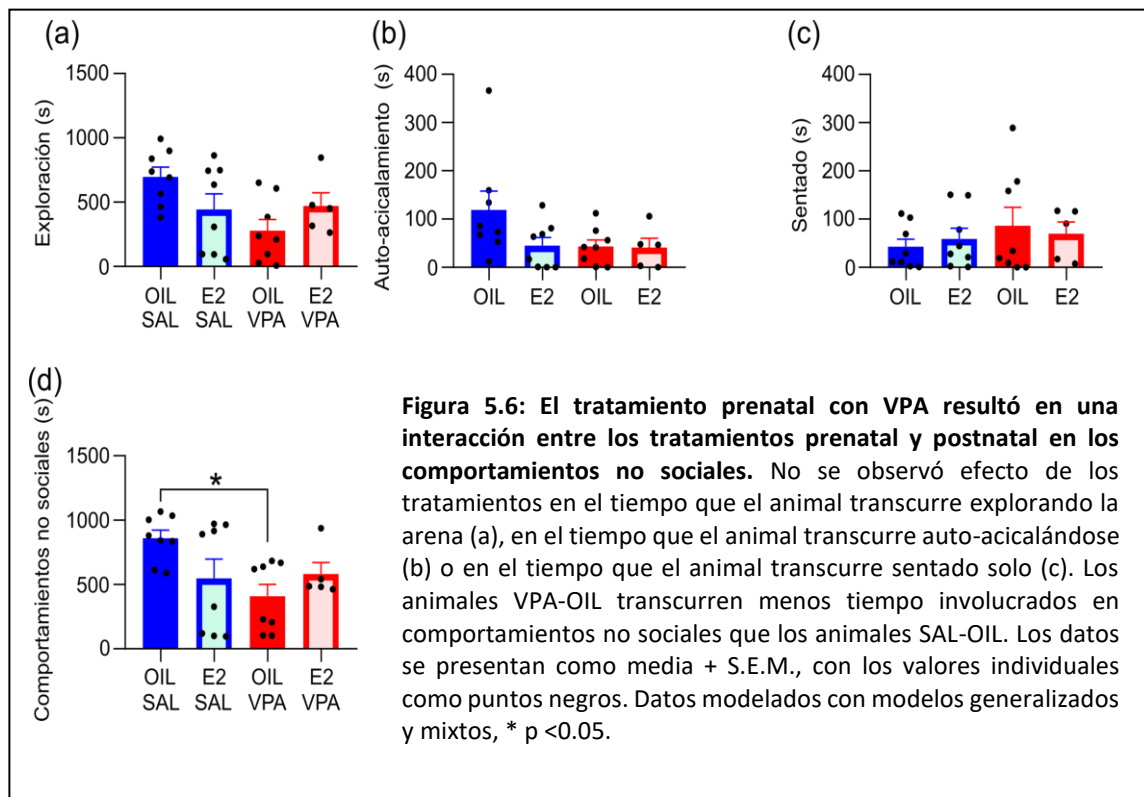 (a)
Exploración (s)
1500
1000
500
0
OIL E2 OIL E2
SAL SAL VPA VPA
(b)
Auto-acicalamiento (s)
400
300
200
100
0
OIL E2 OIL E2
(c)
Sentado (s)
400
300
200
100
0
OIL E2 OIL E2
(d)
Comportamientos no sociales (s)
1500
1000
500
0
*
OIL E2 OIL E2
SAL SAL VPA VPA
Figura 5.6: El tratamiento prenatal con VPA resultó en una
interacción entre los tratamientos prenatal y postnatal en los
comportamientos no sociales. No se observó efecto de los
tratamientos en el tiempo que el animal transcurre explorando la
arena (a), en el tiempo que el animal transcurre auto-acicalándose
(b) o en el tiempo que el animal transcurre sentado solo (c). Los
animales VPA-OIL transcurren menos tiempo involucrados en
comportamientos no sociales que los animales SAL-OIL. Los datos
se presentan como media + S.E.M., con los valores individuales
como puntos negros. Datos modelados con modelos generalizados
y mixtos, * p <0.05.